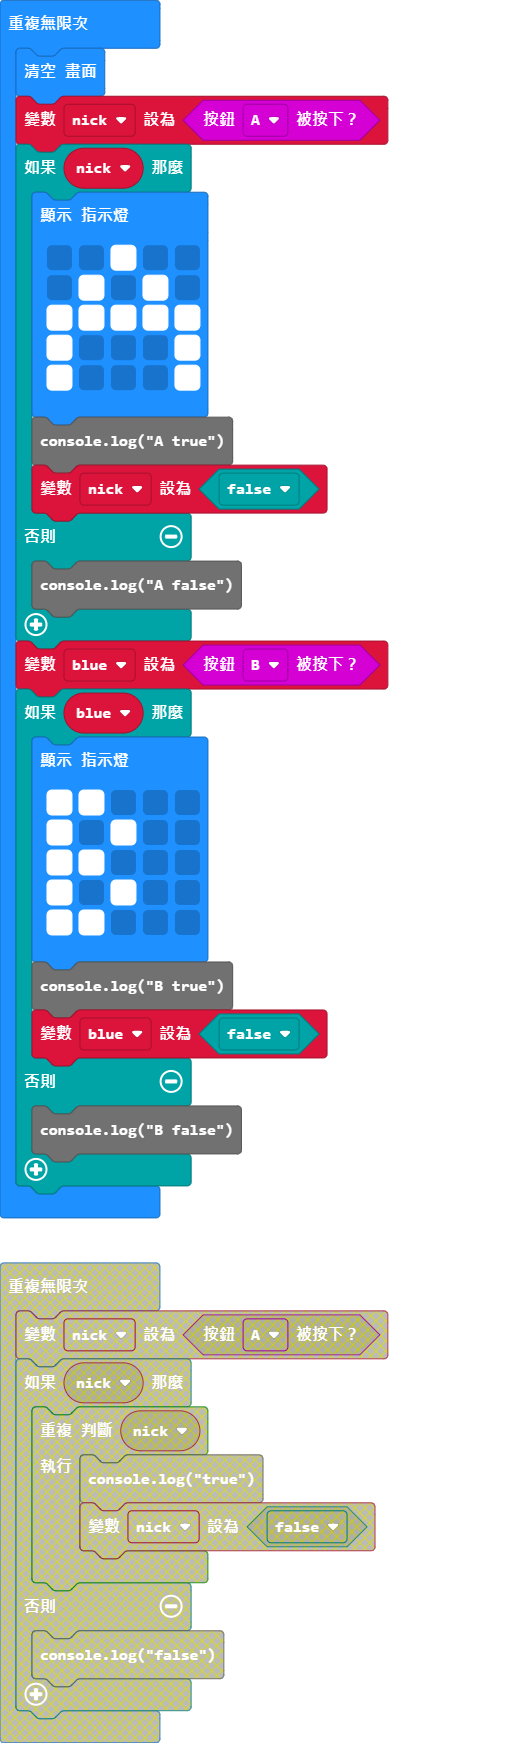 重複無限次
清空 畫面
變數 nick 設為 按鈕 A 被按下？
如果 nick 那麼
顯示 指示燈
console.log("A true")
變數 nick 設為 false
否則
console.log("A false")
變數 blue 設為 按鈕 B 被按下？
如果 blue 那麼
顯示 指示燈
console.log("B true")
變數 blue 設為 false
否則
console.log("B false")
重複無限次
變數 nick 設為 按鈕 A 被按下？
如果 nick 那麼
重複 判斷 nick
執行
console.log("true")
變數 nick 設為 false
否則
console.log("false")